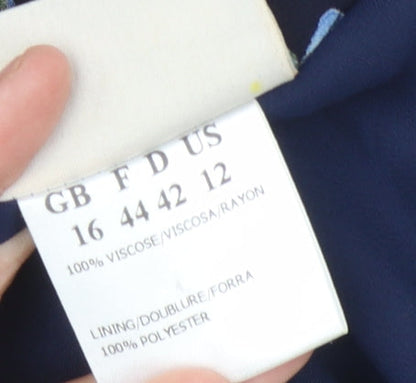 GB F D US
16 44 42 12
100% VISCOSE/VISCOSA/RAYON
LINING/DOUBLURE/FORRA
100% POLYESTER